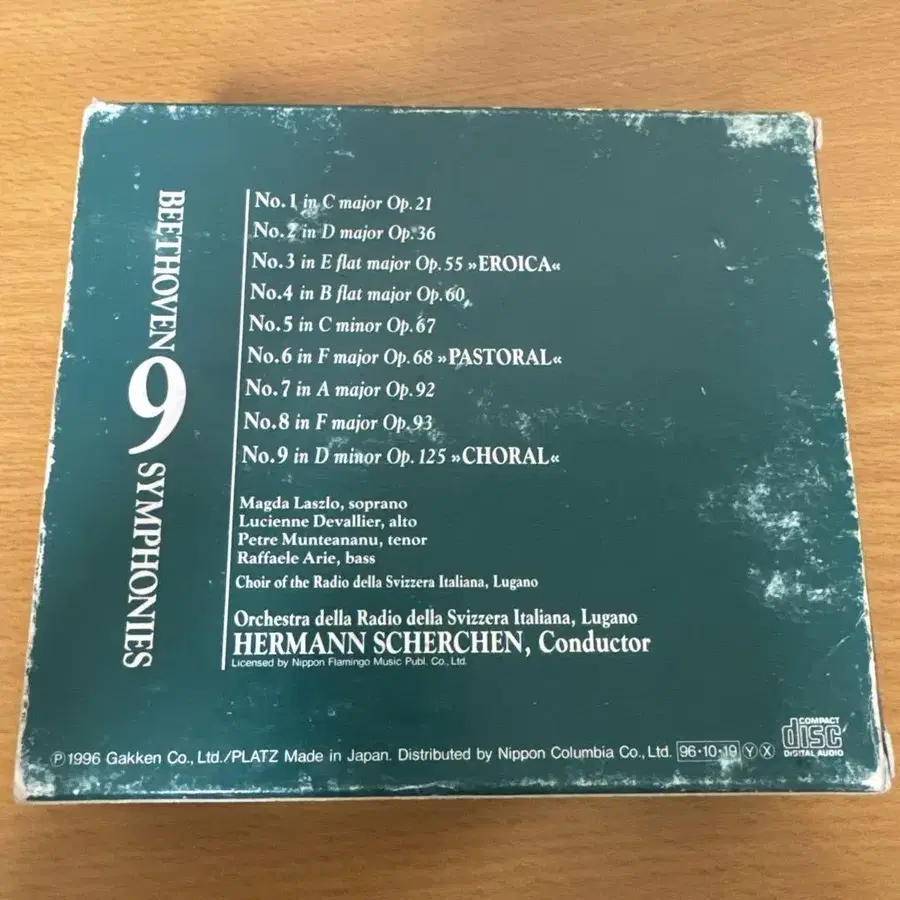 BEETHOVEN 9 SYMPHONIES
No.1 in C major Op.21
No.2 in D major Op.36
No.3 in E flat major Op.55 »EROICA«
No.4 in B flat major Op.60
No.5 in C minor Op.67
No.6 in F major Op.68 »PASTORAL«
No.7 in A major Op.92
No.8 in F major Op.93
No.9 in D minor Op.125 »CHORAL«
Magda Laszlo, soprano
Lucienne Devallier, alto
Petre Munteananu, tenor
Raffaele Arie, bass
Choir of the Radio della Svizzera Italiana, Lugano
Orchestra della Radio della Svizzera Italiana, Lugano
HERMANN SCHERCHEN, Conductor
Licensed by Nippon Flamingo Music Publ. Co., Ltd.
Ⓟ1996 Gakken Co., Ltd./PLATZ Made in Japan. Distributed by Nippon Columbia Co., Ltd. 96·10·19 Ⓨ Ⓧ
COMPACT
disc
DIGITAL AUDIO